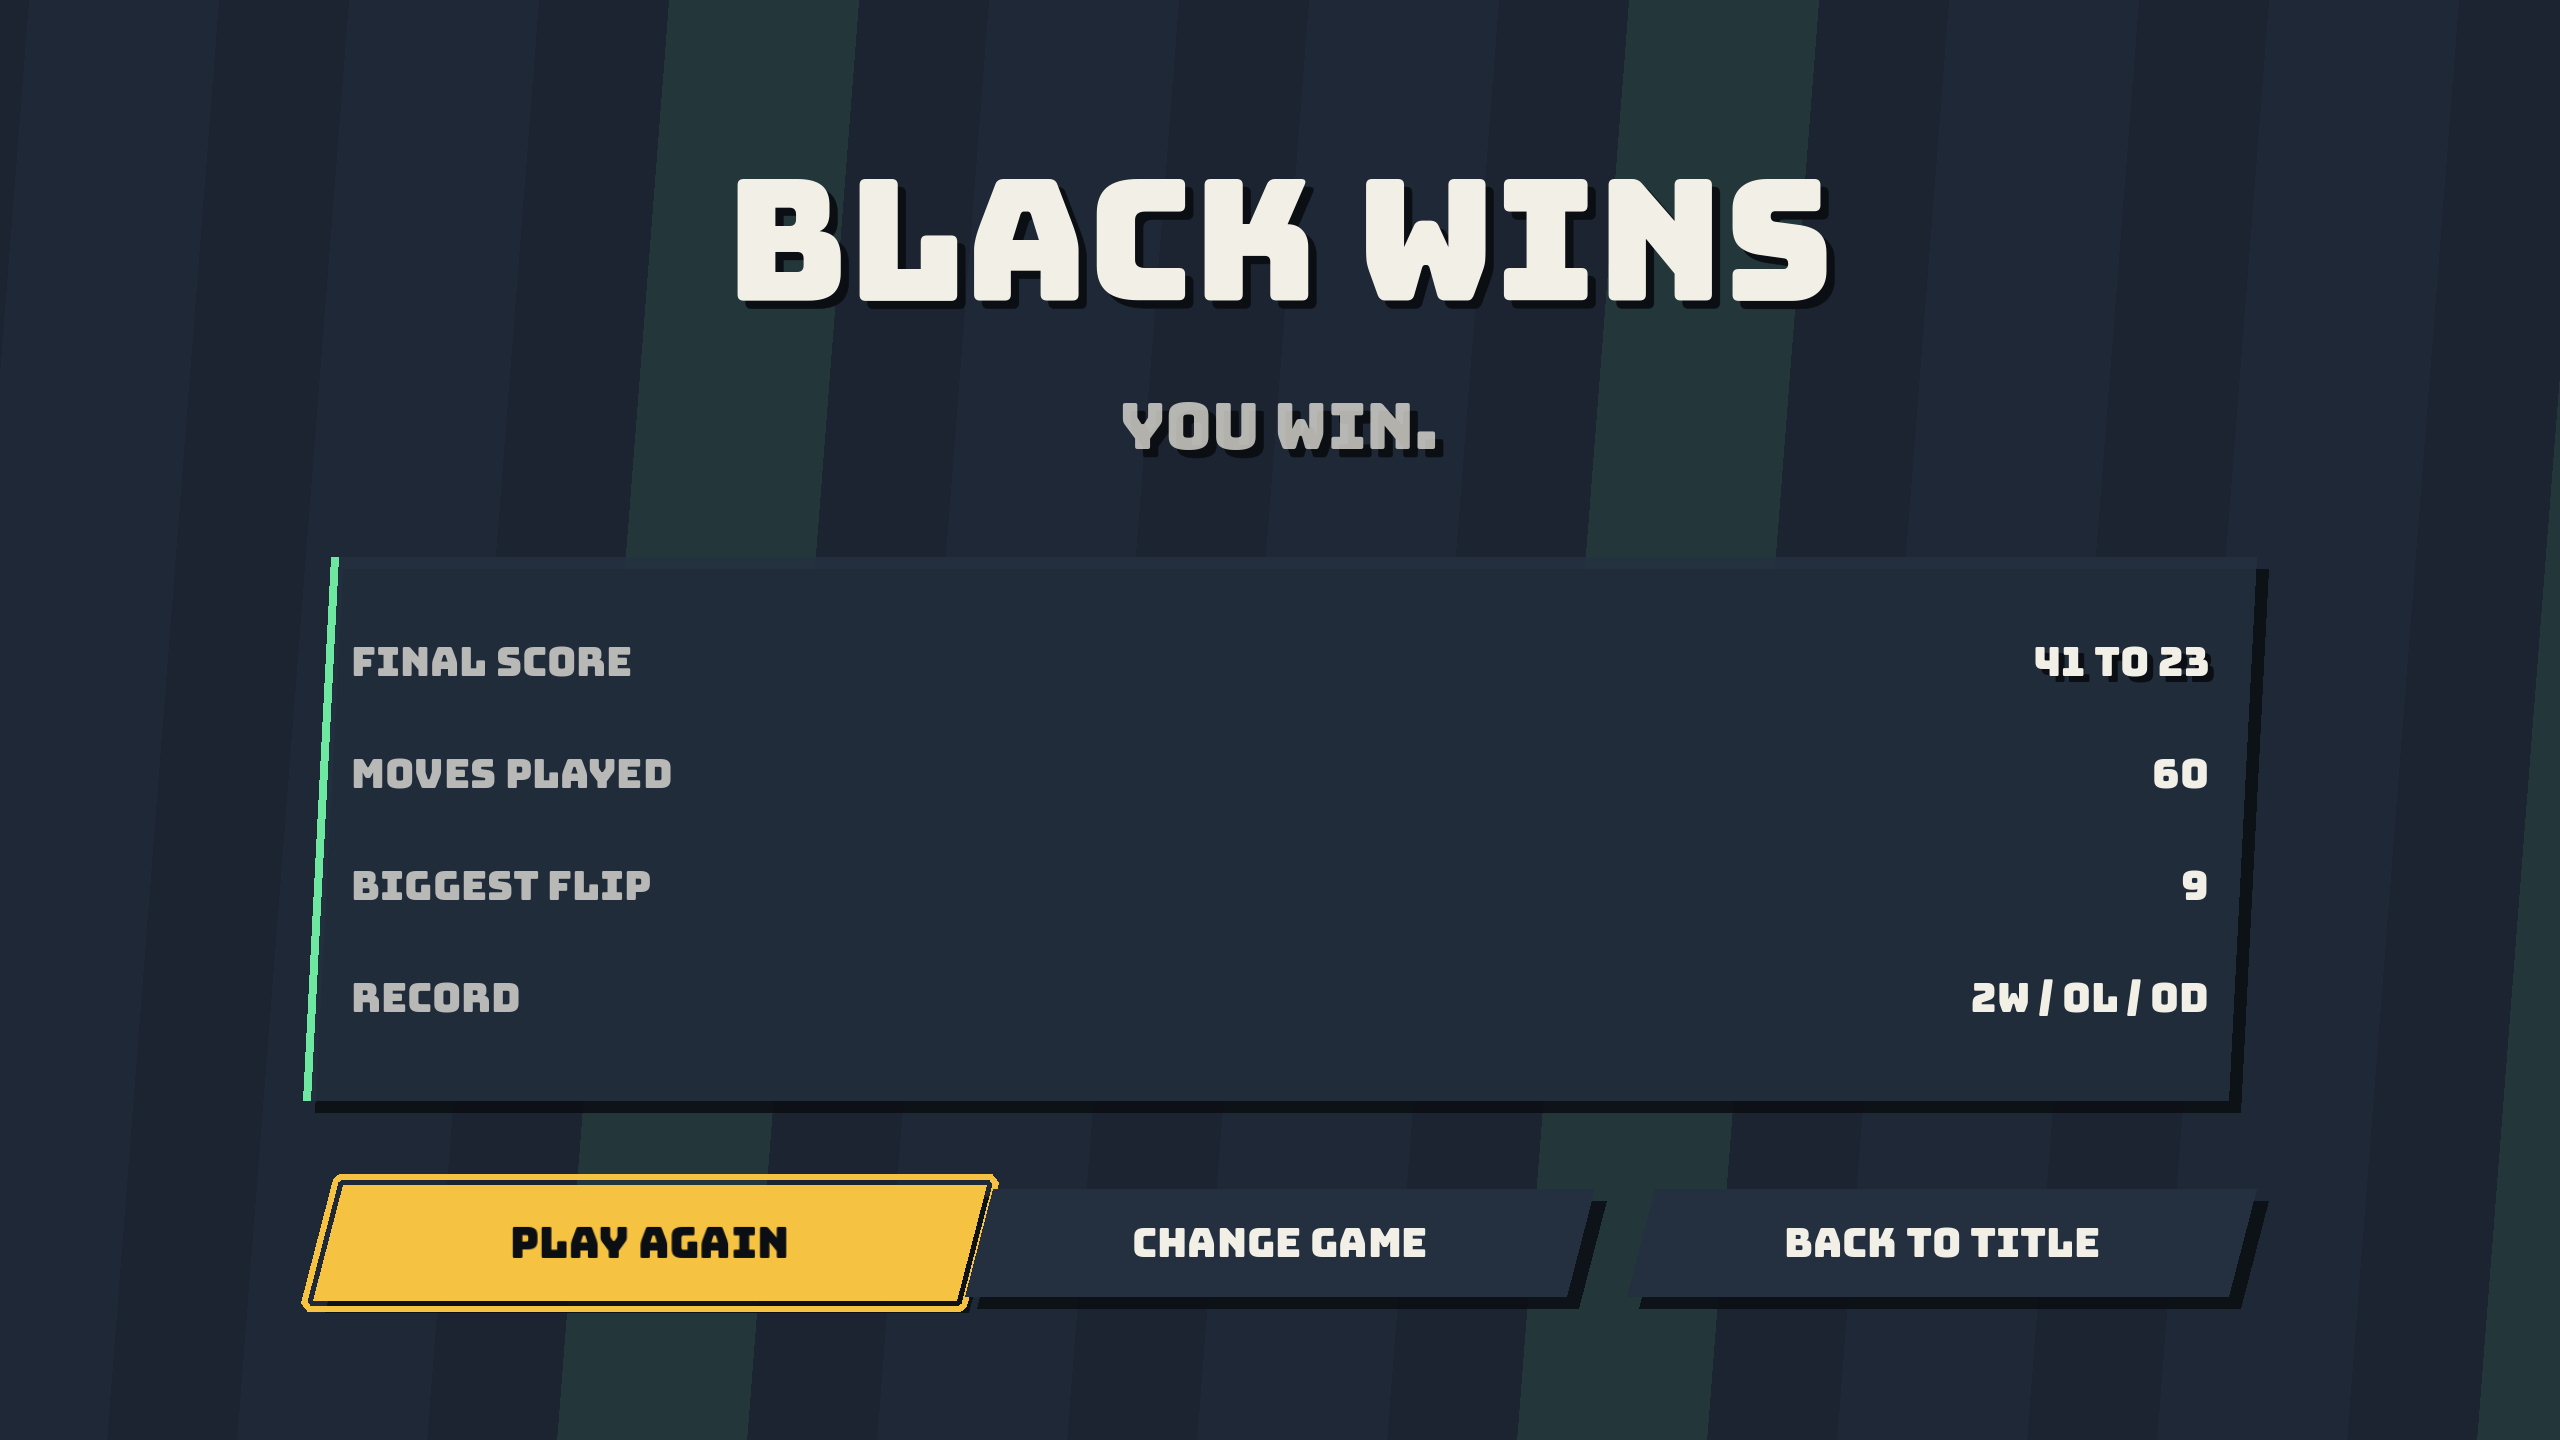 BLACK WINS
YOU WIN.
FINAL SCORE 41 TO 23
MOVES PLAYED 60
BIGGEST FLIP 9
RECORD 2W / 0L / 0D
PLAY AGAIN CHANGE GAME BACK TO TITLE